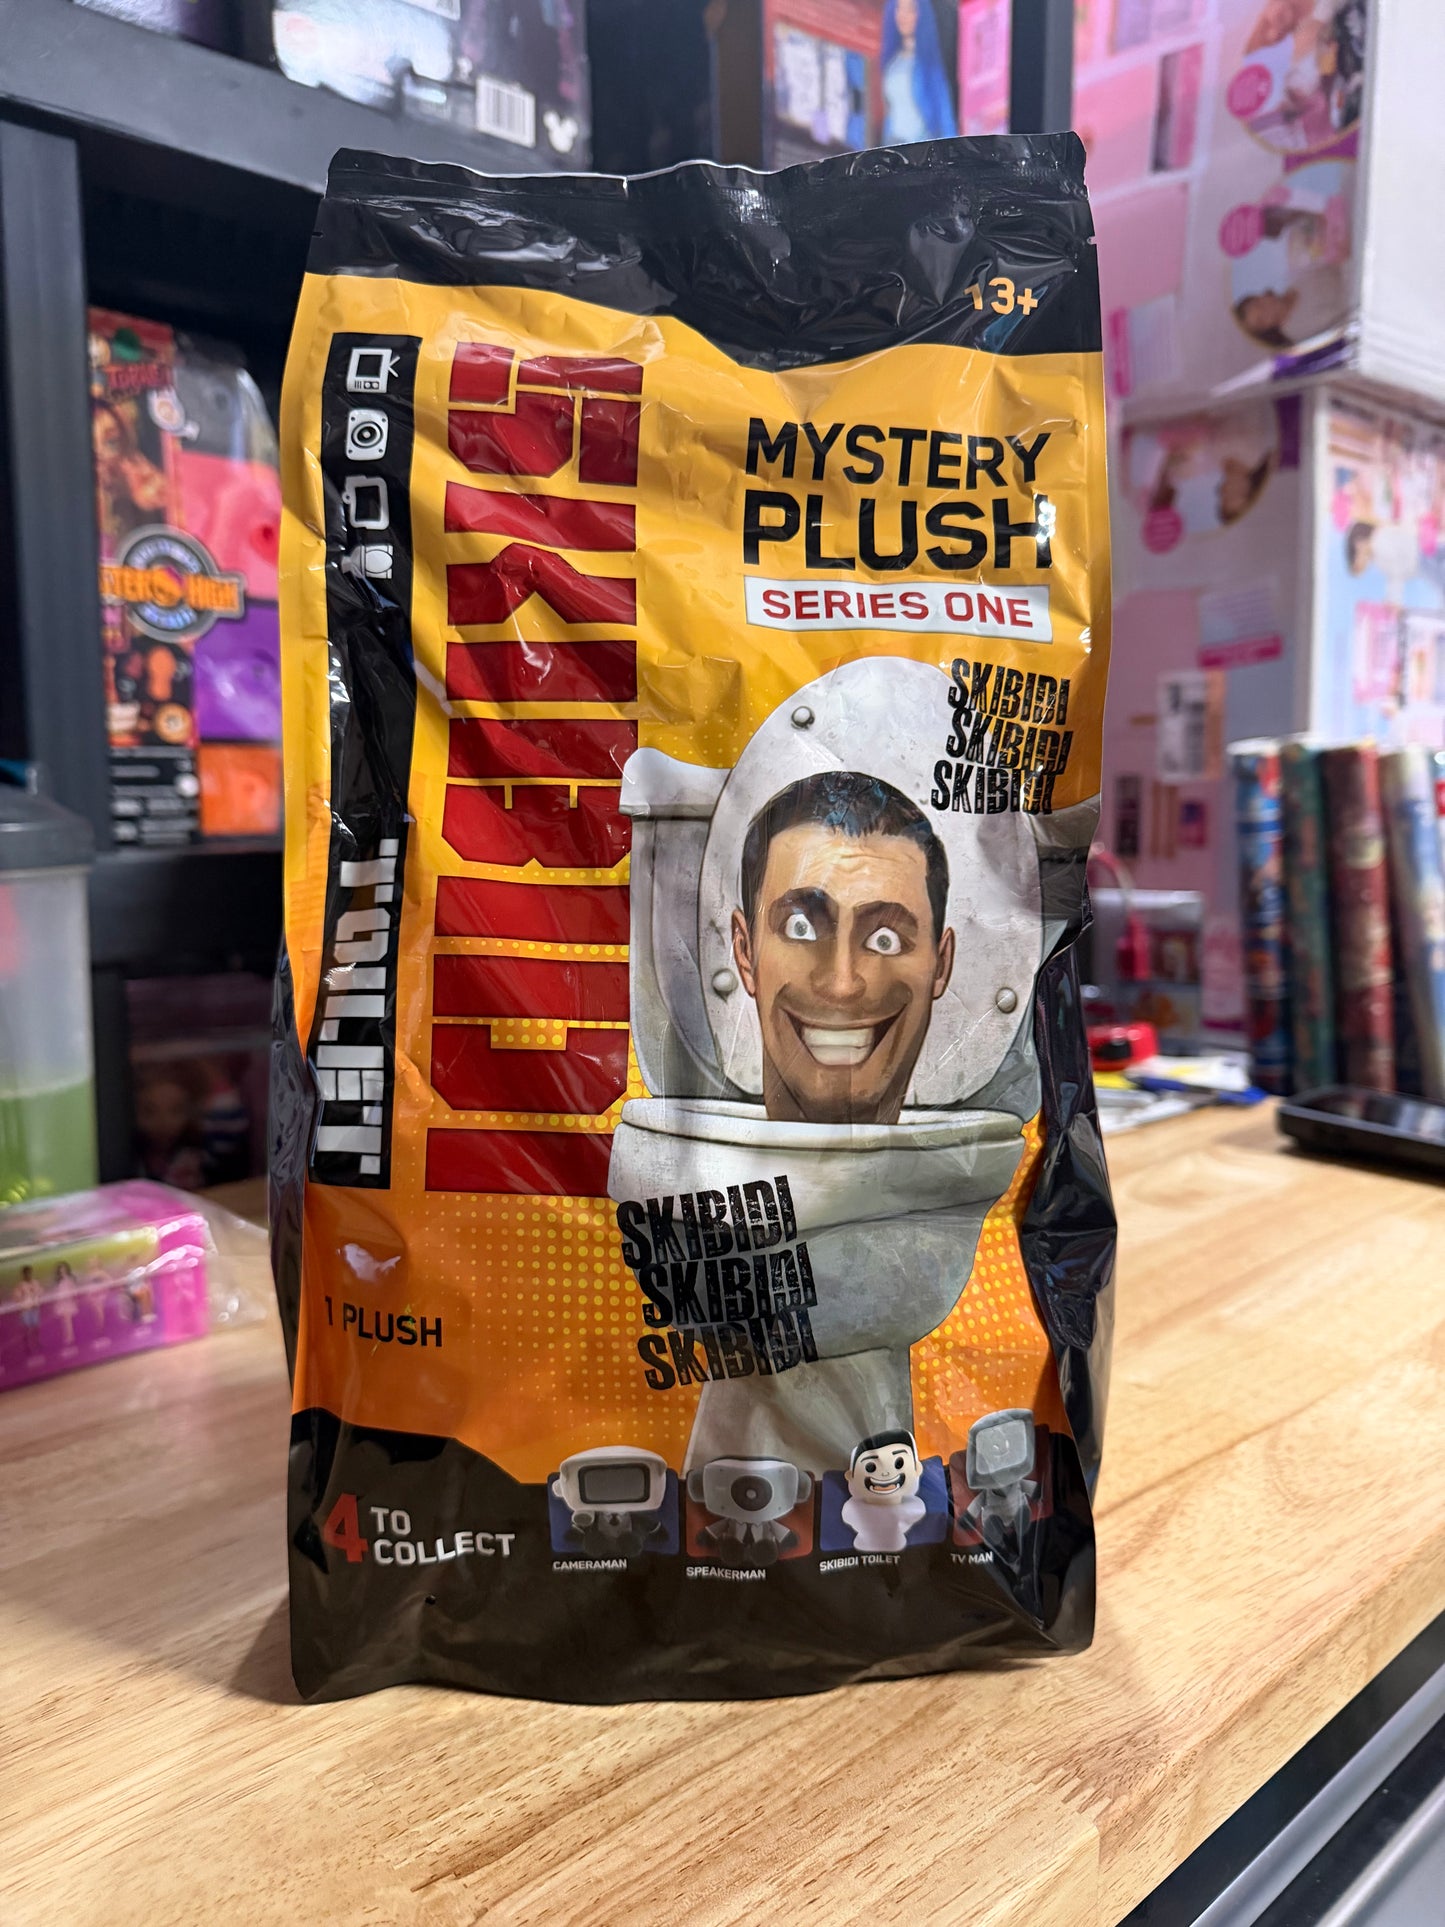 13+
SKIBIDI
TOILET
MYSTERY
PLUSH
SERIES ONE
SKIBIDI
SKIBIDI
SKIBIDI
SKIBIDI
SKIBIDI
SKIBIDI
1 PLUSH
4 TO
COLLECT
CAMERAMAN
SPEAKERMAN
SKIBIDI TOILET
TV MAN